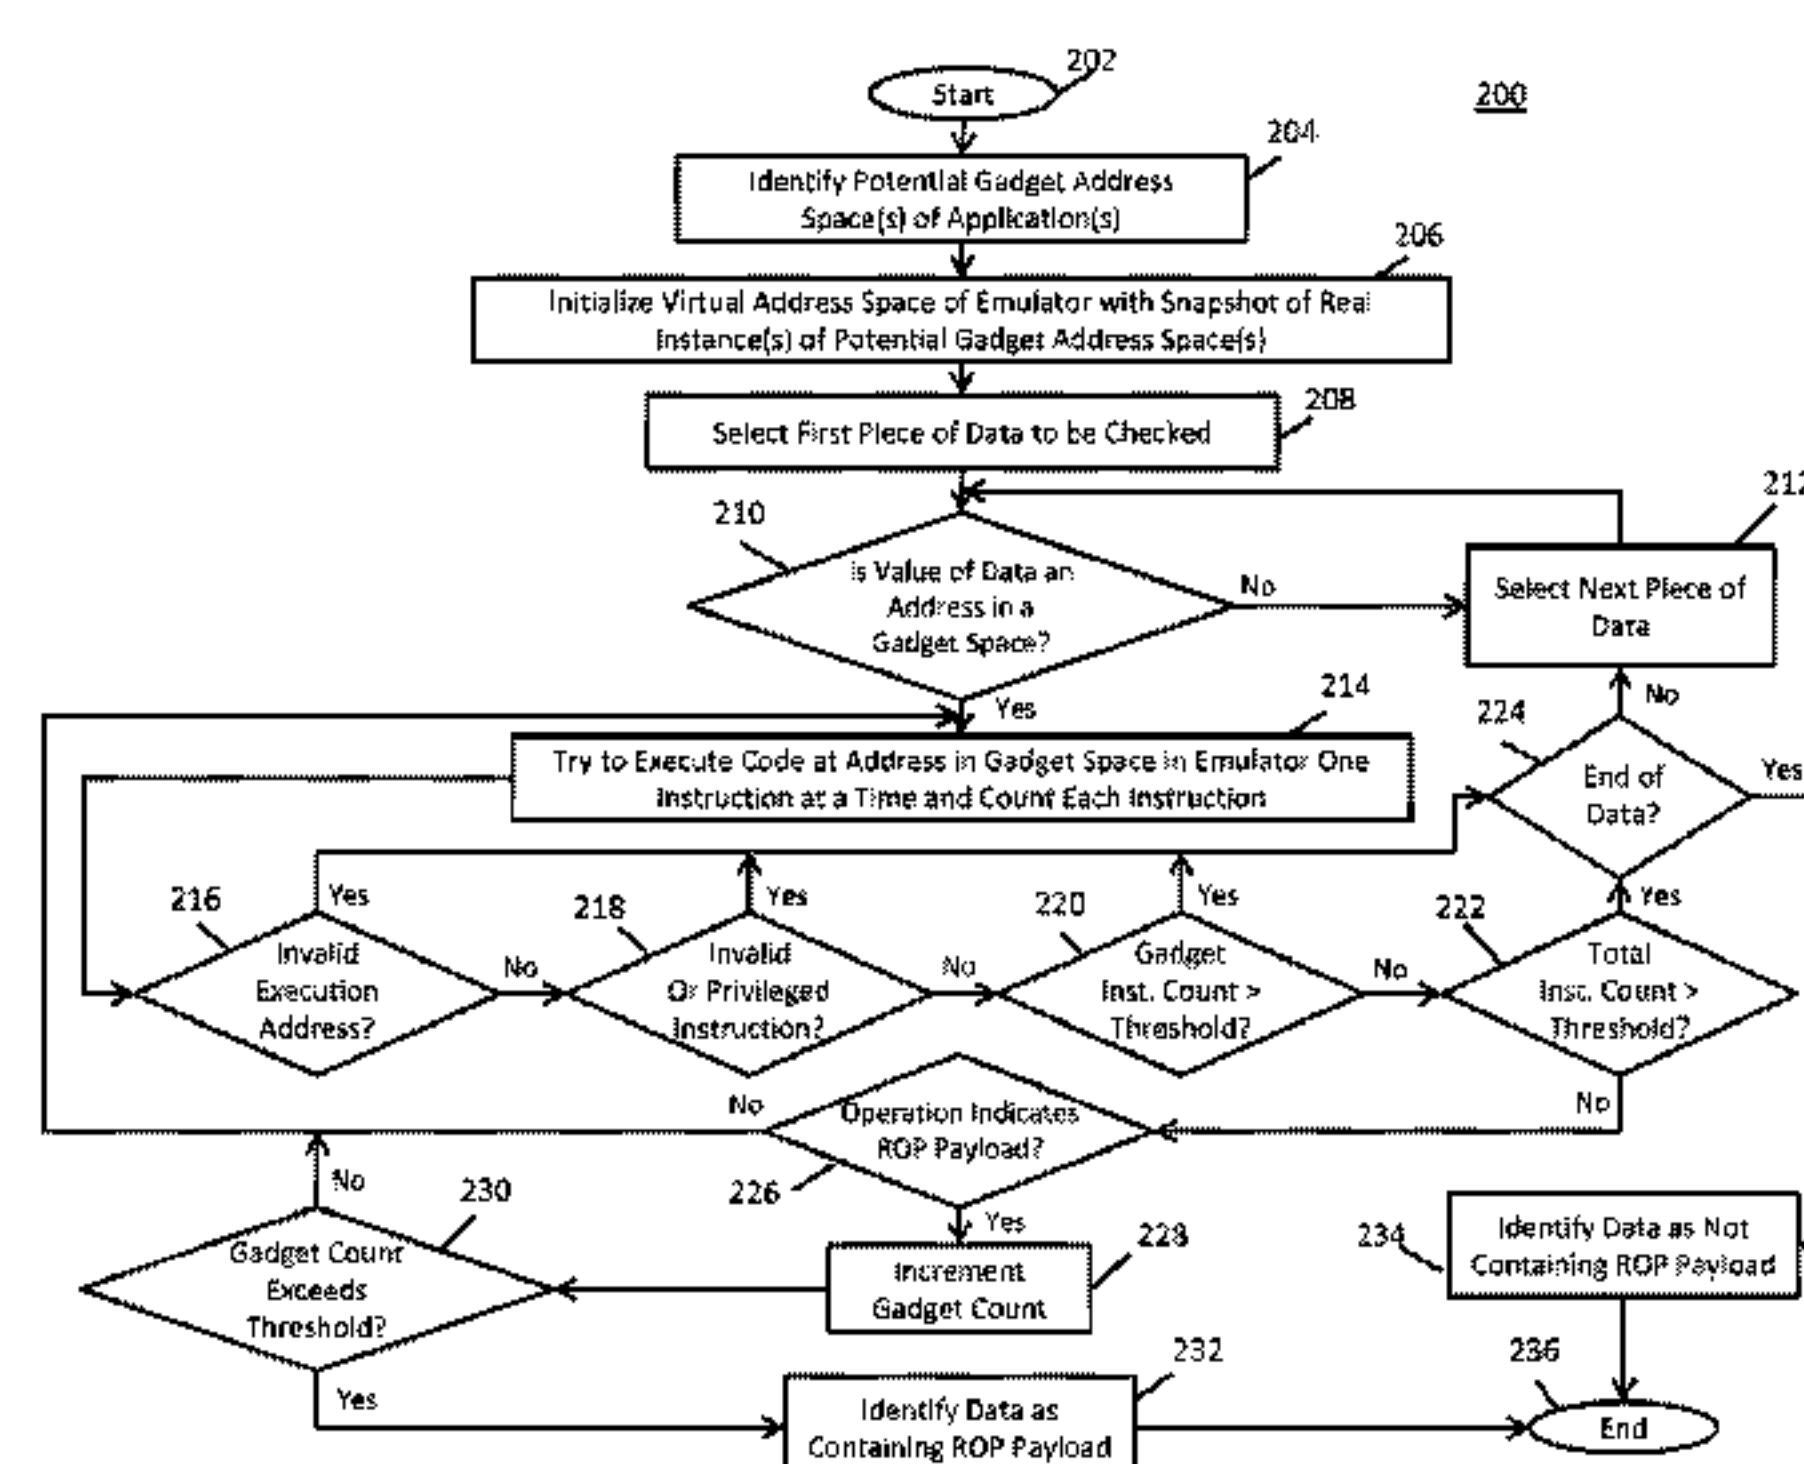 202
Start
200
204
Identify Potential Gadget Address
Space(s) of Application(s)
206
Initialize Virtual Address Space of Emulator with Snapshot of Real
Instance(s) of Potential Gadget Address Space(s)
208
Select First Piece of Data to be Checked
210
212
Is Value of Data an
Address in a
Gadget Space?
No
Select Next Piece of
Data
Yes
214
No
224
Try to Execute Code at Address in Gadget Space in Emulator One
Instruction at a Time and Count Each Instruction
End of
Data?
Yes
216
Yes
218
Yes
220
Yes
222
Yes
Invalid
Execution
Address?
No
Invalid
Or Privileged
Instruction?
No
Gadget
Inst. Count >
Threshold?
No
Total
Inst. Count >
Threshold?
No
Operation Indicates
ROP Payload?
No
226
Yes
No
230
Gadget Count
Exceeds
Threshold?
Increment
Gadget Count
228
234
Identify Data as Not
Containing ROP Payload
Yes
232
Identify Data as
Containing ROP Payload
236
End